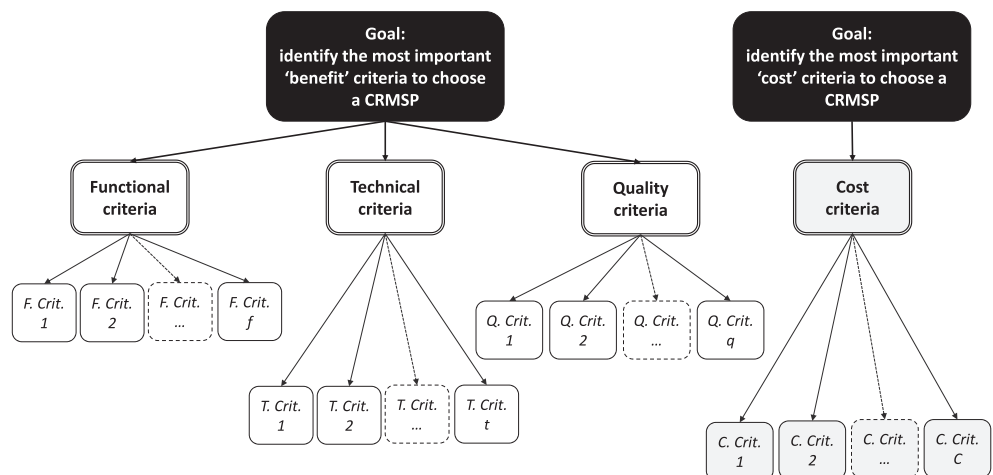 Goal:
identify the most important
‘benefit’ criteria to choose
a CRMSP
Goal:
identify the most important
‘cost’ criteria to choose a
CRMSP
Functional
criteria
Technical
criteria
Quality
criteria
Cost
criteria
F. Crit.
1
F. Crit.
2
F. Crit.
...
F. Crit.
f
Q. Crit.
1
Q. Crit.
2
Q. Crit.
...
Q. Crit.
q
T. Crit.
1
T. Crit.
2
T. Crit.
...
T. Crit.
t
C. Crit.
1
C. Crit.
2
C. Crit.
...
C. Crit.
C